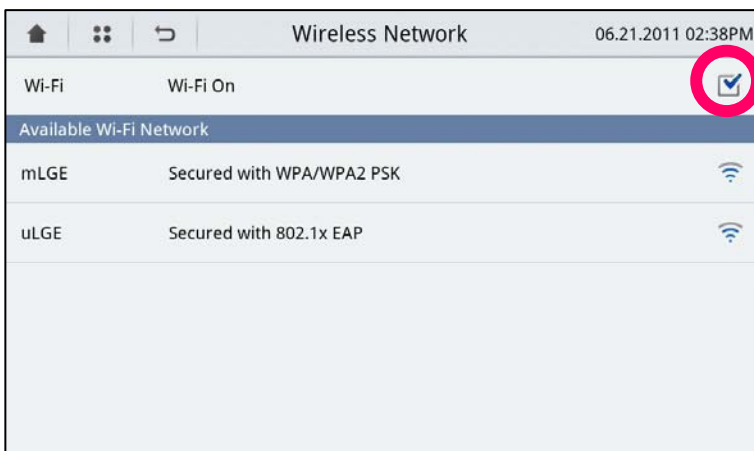 Wireless Network 06.21.2011 02:38PM
Wi-Fi Wi-Fi On
Available Wi-Fi Network
mLGE Secured with WPA/WPA2 PSK
uLGE Secured with 802.1x EAP